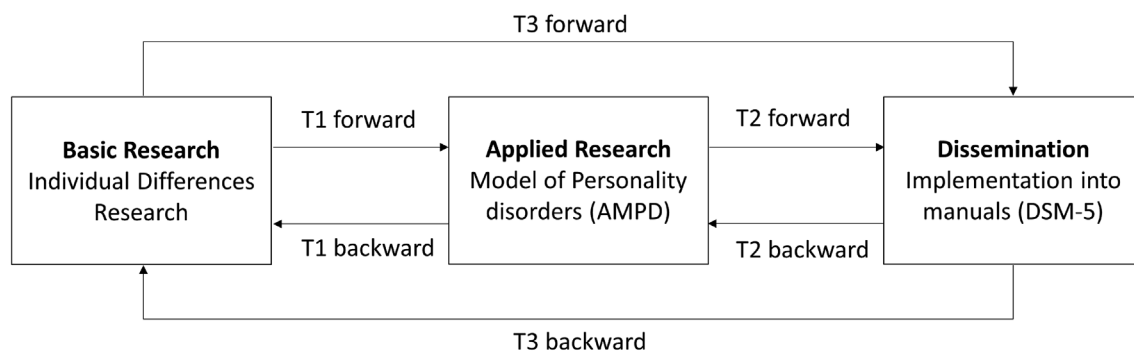 T3 forward
T1 forward
T2 forward
Basic Research
Individual Differences
Research
Applied Research
Model of Personality
disorders (AMPD)
Dissemination
Implementation into
manuals (DSM-5)
T1 backward
T2 backward
T3 backward